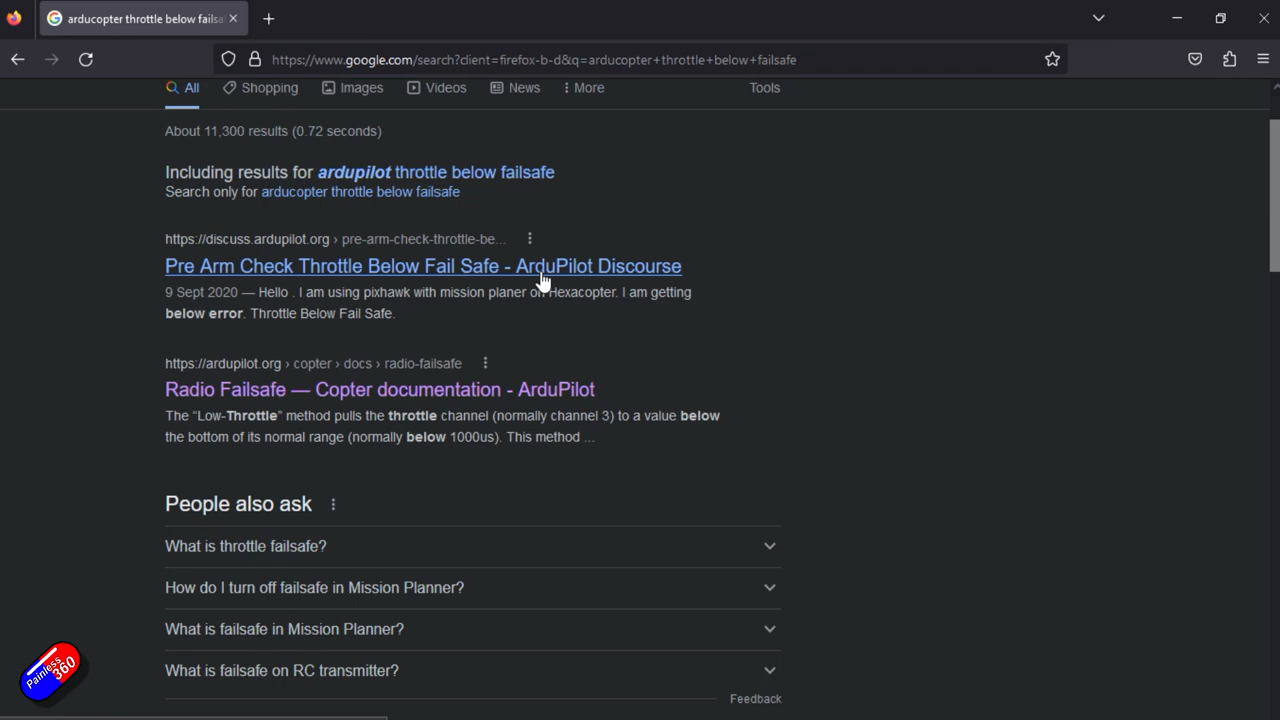 arducopter throttle below failsa
https://www.google.com/search?client=firefox-b-d&q=arducopter+throttle+below+failsafe
All
Shopping
Images
Videos
News
More
Tools
About 11,300 results (0.72 seconds)
Including results for ardupilot throttle below failsafe
Search only for arducopter throttle below failsafe
https://discuss.ardupilot.org › pre-arm-check-throttle-be...
Pre Arm Check Throttle Below Fail Safe - ArduPilot Discourse
9 Sept 2020 — Hello . I am using pixhawk with mission planer on Hexacopter. I am getting
below error. Throttle Below Fail Safe.
https://ardupilot.org › copter › docs › radio-failsafe
Radio Failsafe — Copter documentation - ArduPilot
The “Low-Throttle” method pulls the throttle channel (normally channel 3) to a value below
the bottom of its normal range (normally below 1000us). This method ...
People also ask
What is throttle failsafe?
How do I turn off failsafe in Mission Planner?
What is failsafe in Mission Planner?
What is failsafe on RC transmitter?
Feedback
Painless
360